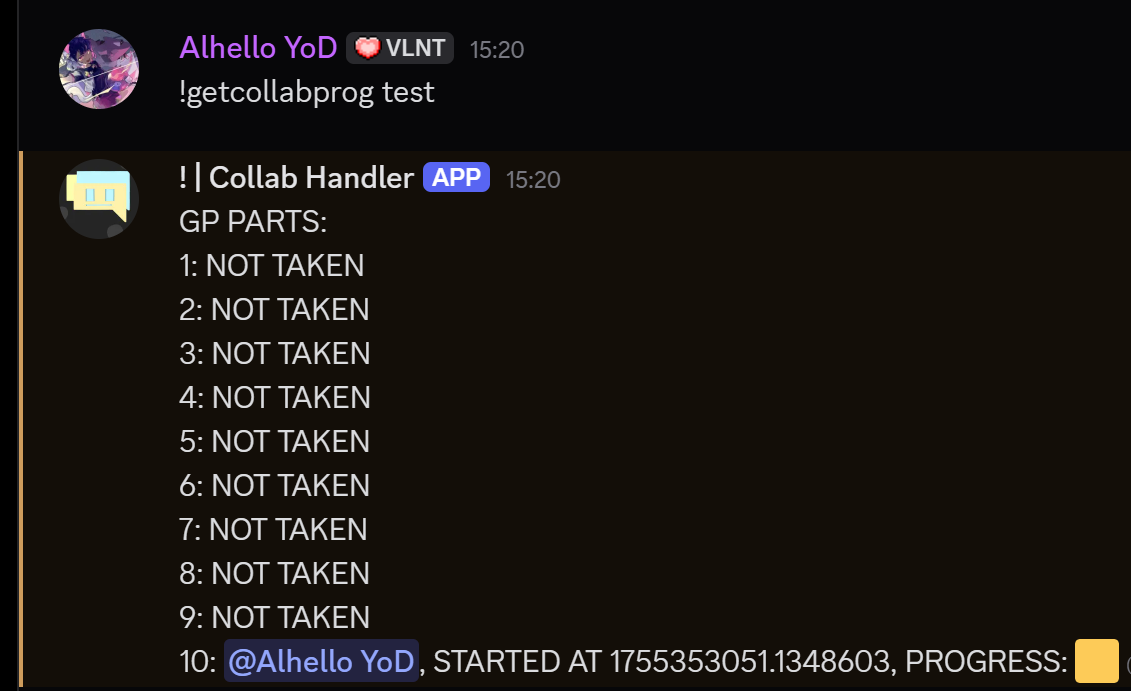 Alhello YoD VLNT 15:20
!getcollabprog test
! | Collab Handler APP 15:20
GP PARTS:
1: NOT TAKEN
2: NOT TAKEN
3: NOT TAKEN
4: NOT TAKEN
5: NOT TAKEN
6: NOT TAKEN
7: NOT TAKEN
8: NOT TAKEN
9: NOT TAKEN
10: @Alhello YoD, STARTED AT 1755353051.1348603, PROGRESS: